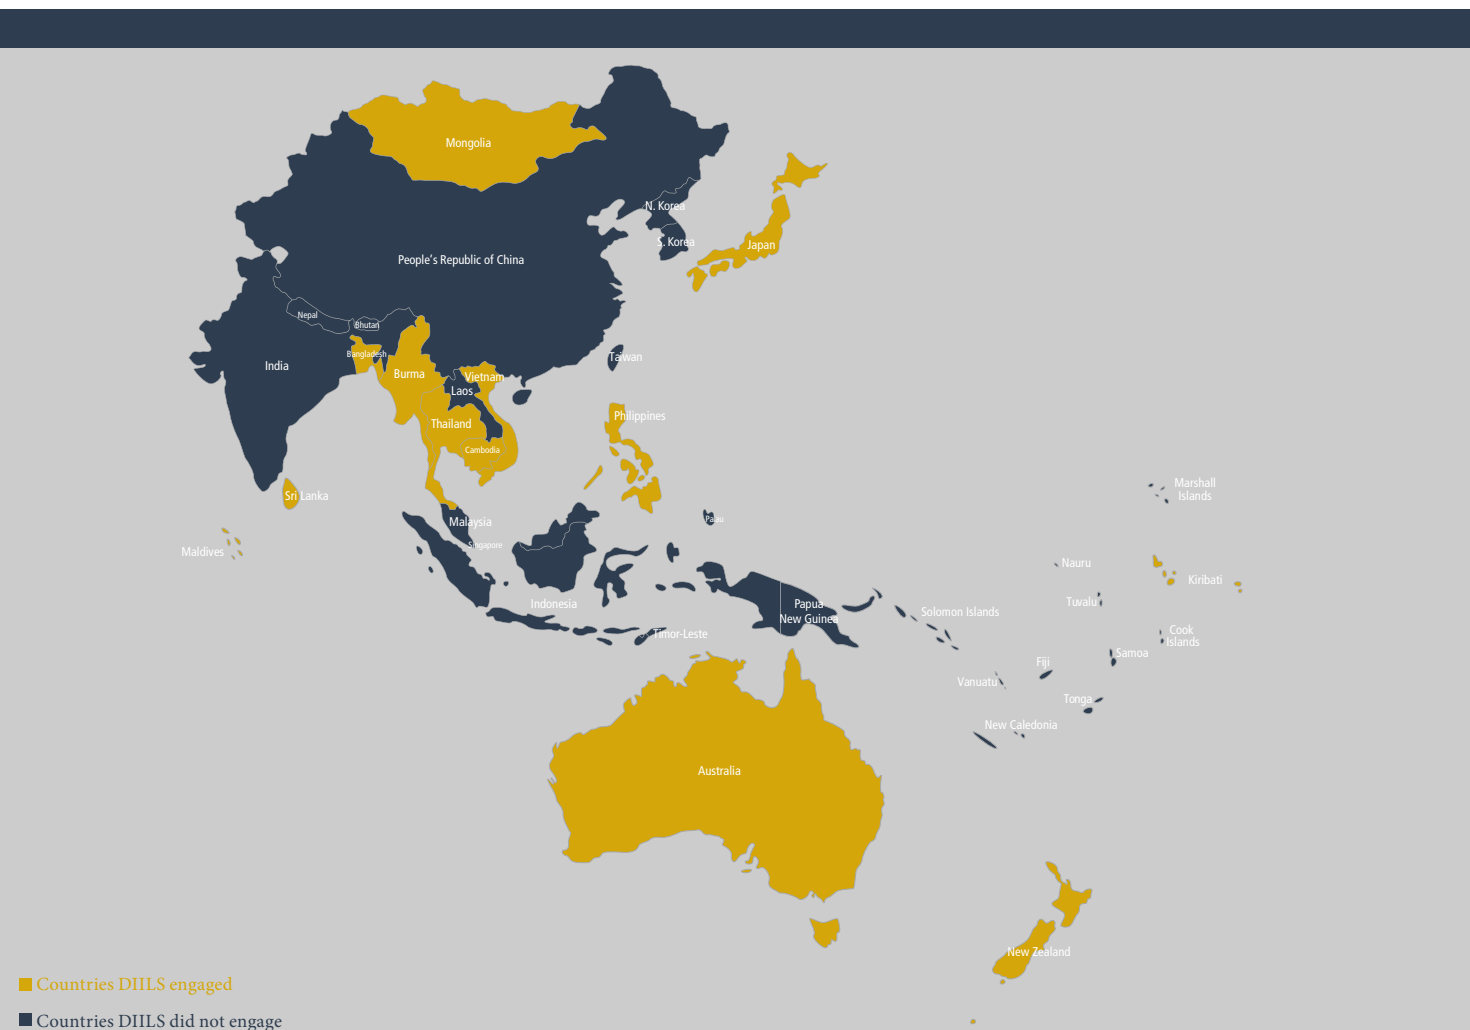 Mongolia
N. Korea
S. Korea
Japan
People’s Republic of China
Nepal
Bhutan
Bangladesh
Taiwan
India
Burma
Vietnam
Laos
Philippines
Thailand
Cambodia
Marshall
Islands
Sri Lanka
Palau
Malaysia
Singapore
Maldives
Nauru
Kiribati
Indonesia
Papua
New Guinea
Tuvalu
Solomon Islands
Timor-Leste
Cook
Islands
Samoa
Fiji
Vanuatu
Tonga
New Caledonia
Australia
New Zealand
Countries DIILS engaged
Countries DIILS did not engage